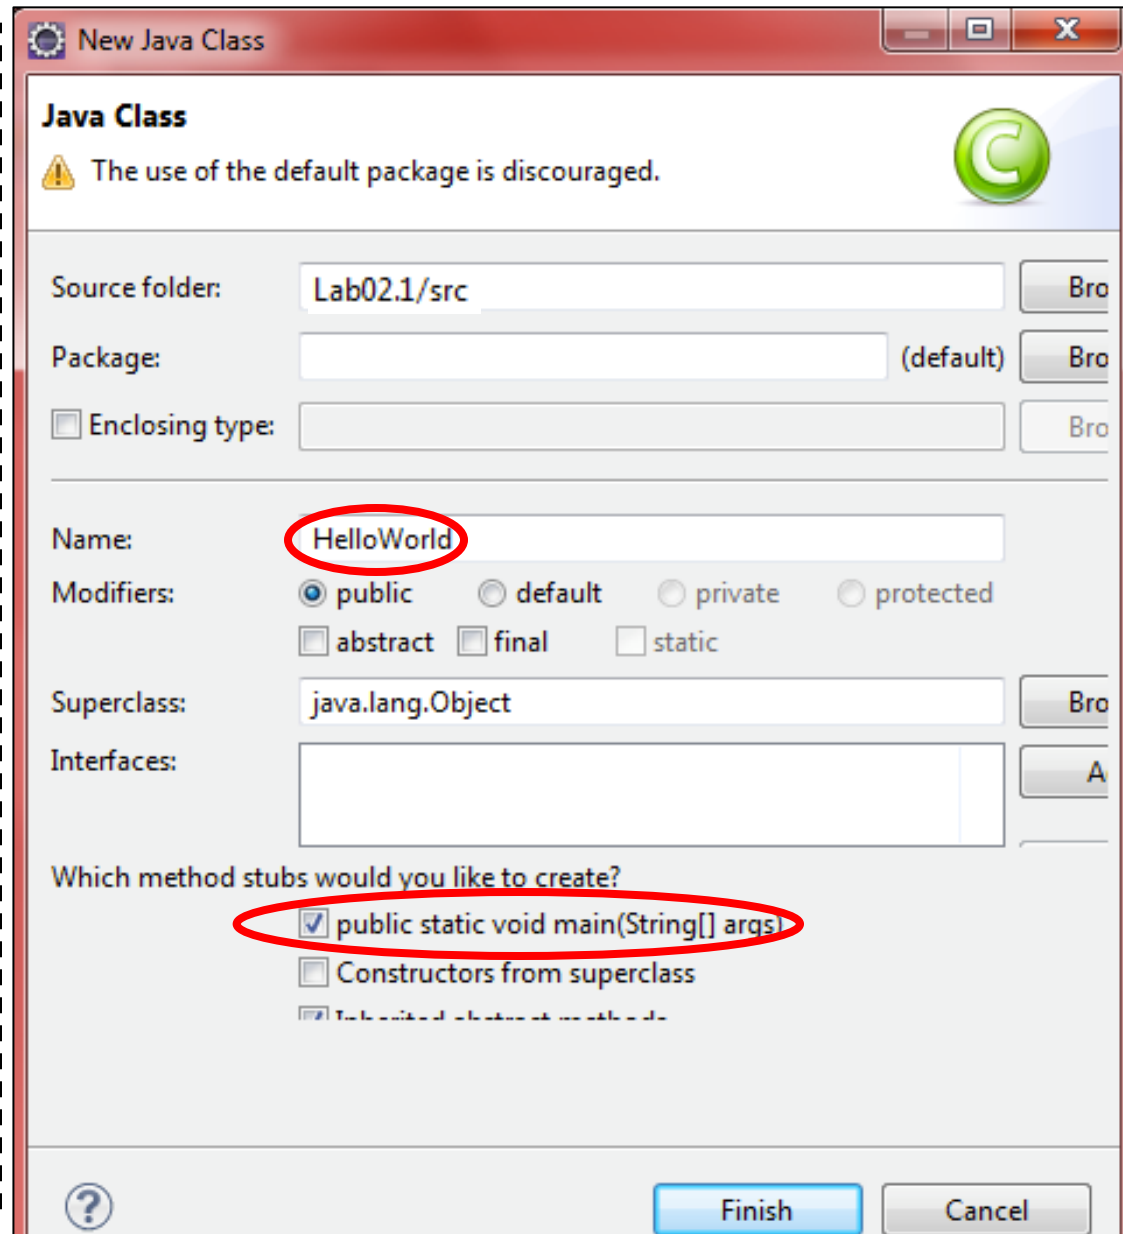 New Java Class
Java Class
The use of the default package is discouraged.
Source folder: Lab02.1/src Bro
Package: (default) Bro
Enclosing type: Bro
Name: HelloWorld
Modifiers: public default private protected
abstract final static
Superclass: java.lang.Object Bro
Interfaces: A
Which method stubs would you like to create?
public static void main(String[] args)
Constructors from superclass
Inherited abstract methods
Finish Cancel